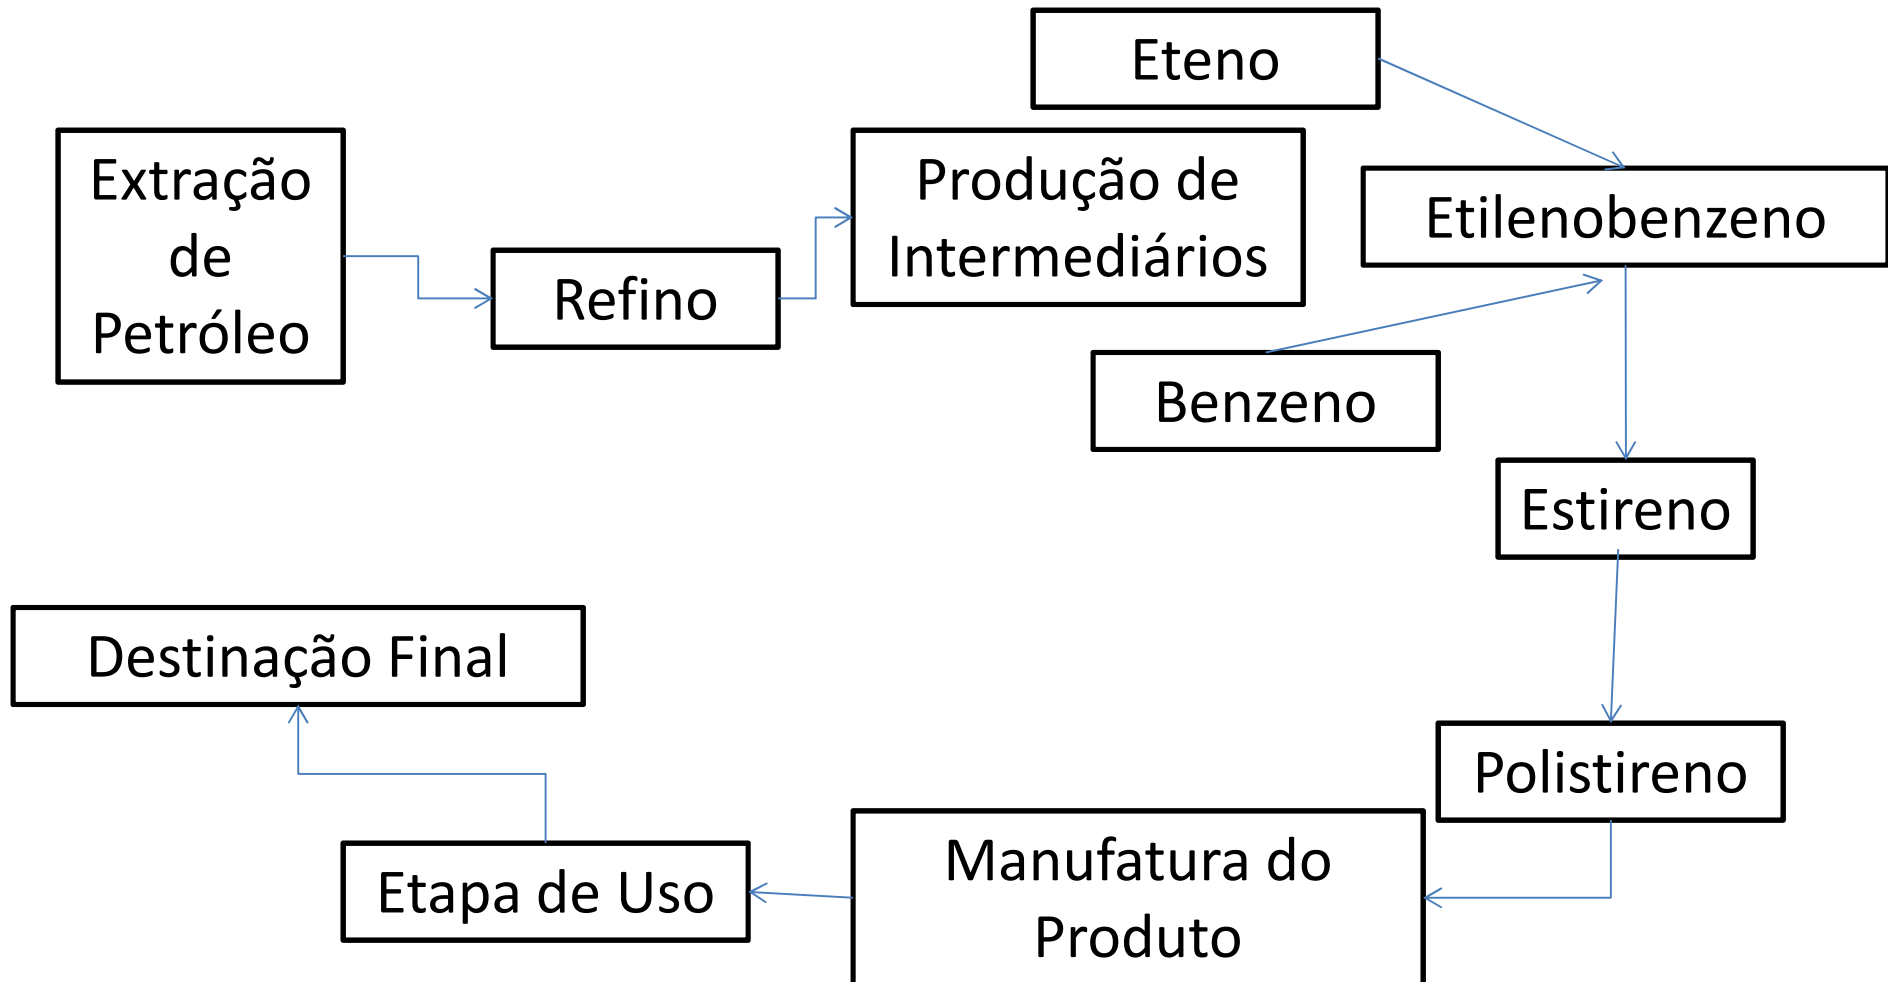 Eteno
Extração
de
Petróleo
Refino
Produção de
Intermediários
Etilenobenzeno
Benzeno
Estireno
Polistireno
Manufatura do
Produto
Etapa de Uso
Destinação Final